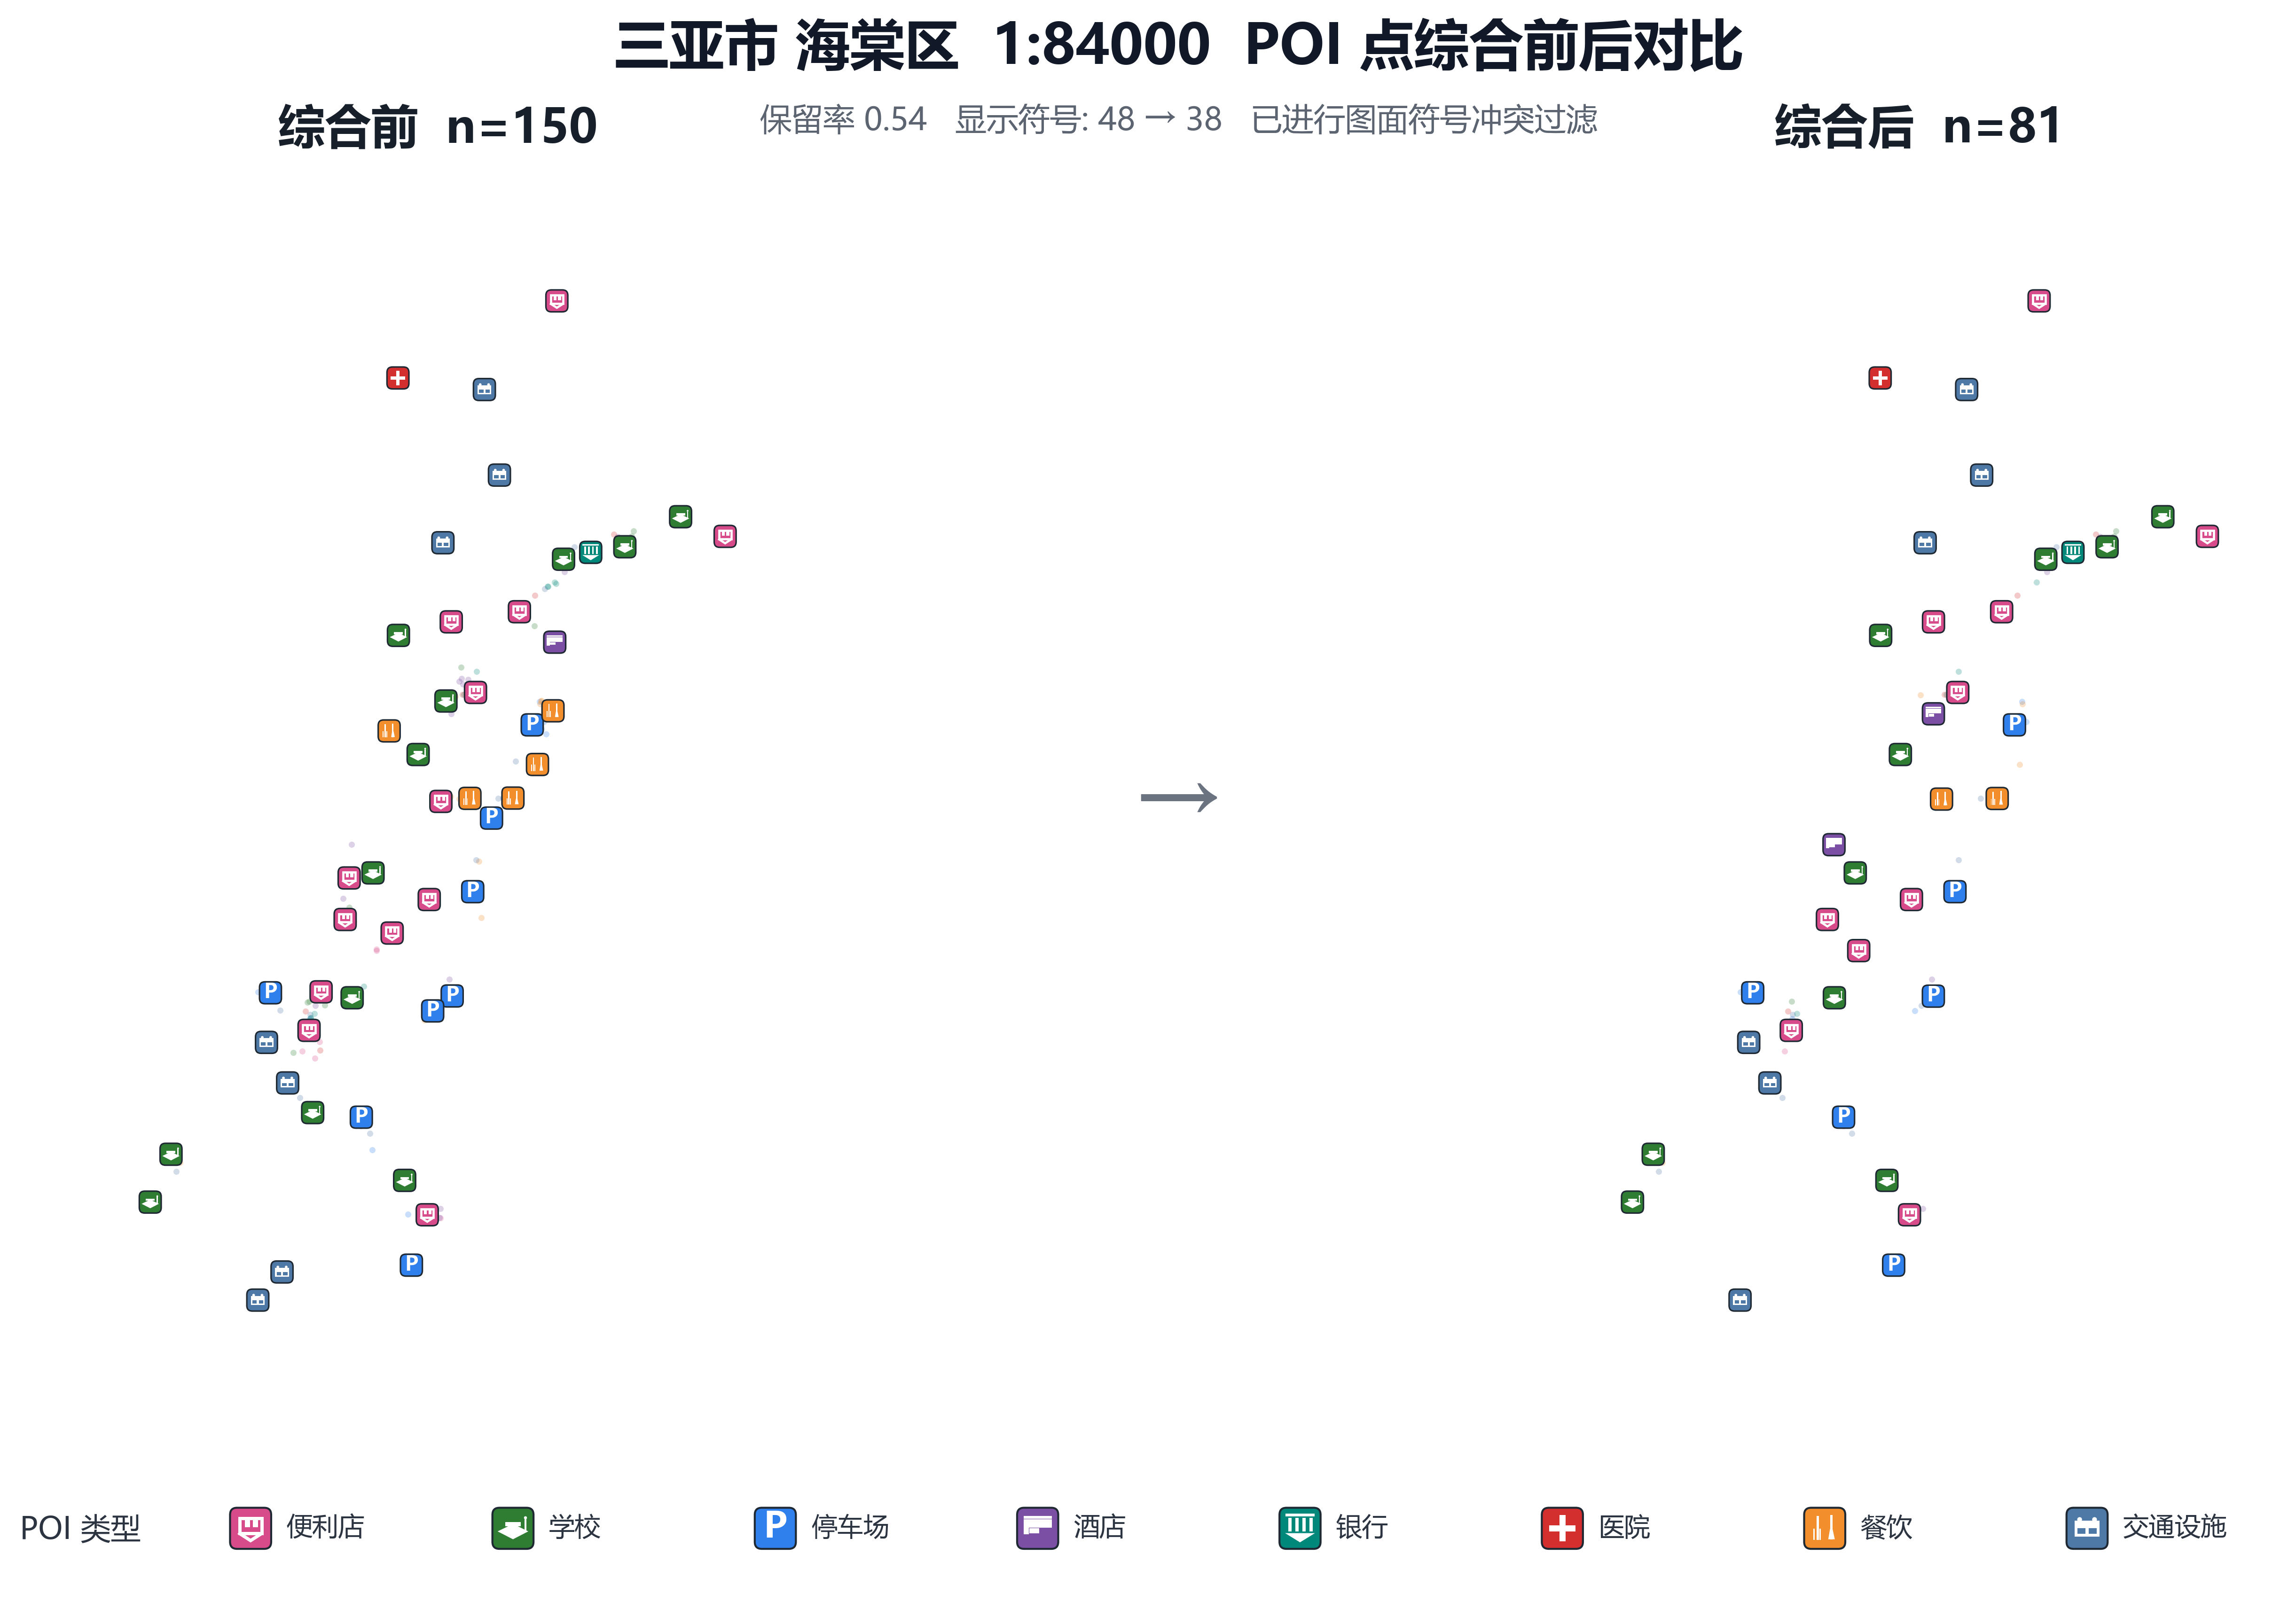 三亚市 海棠区 1:84000 POI 点综合前后对比
综合前 n=150
保留率 0.54 显示符号: 48 → 38 已进行图面符号冲突过滤
综合后 n=81
→
POI 类型
便利店
学校
P 停车场
酒店
银行
医院
餐饮
交通设施